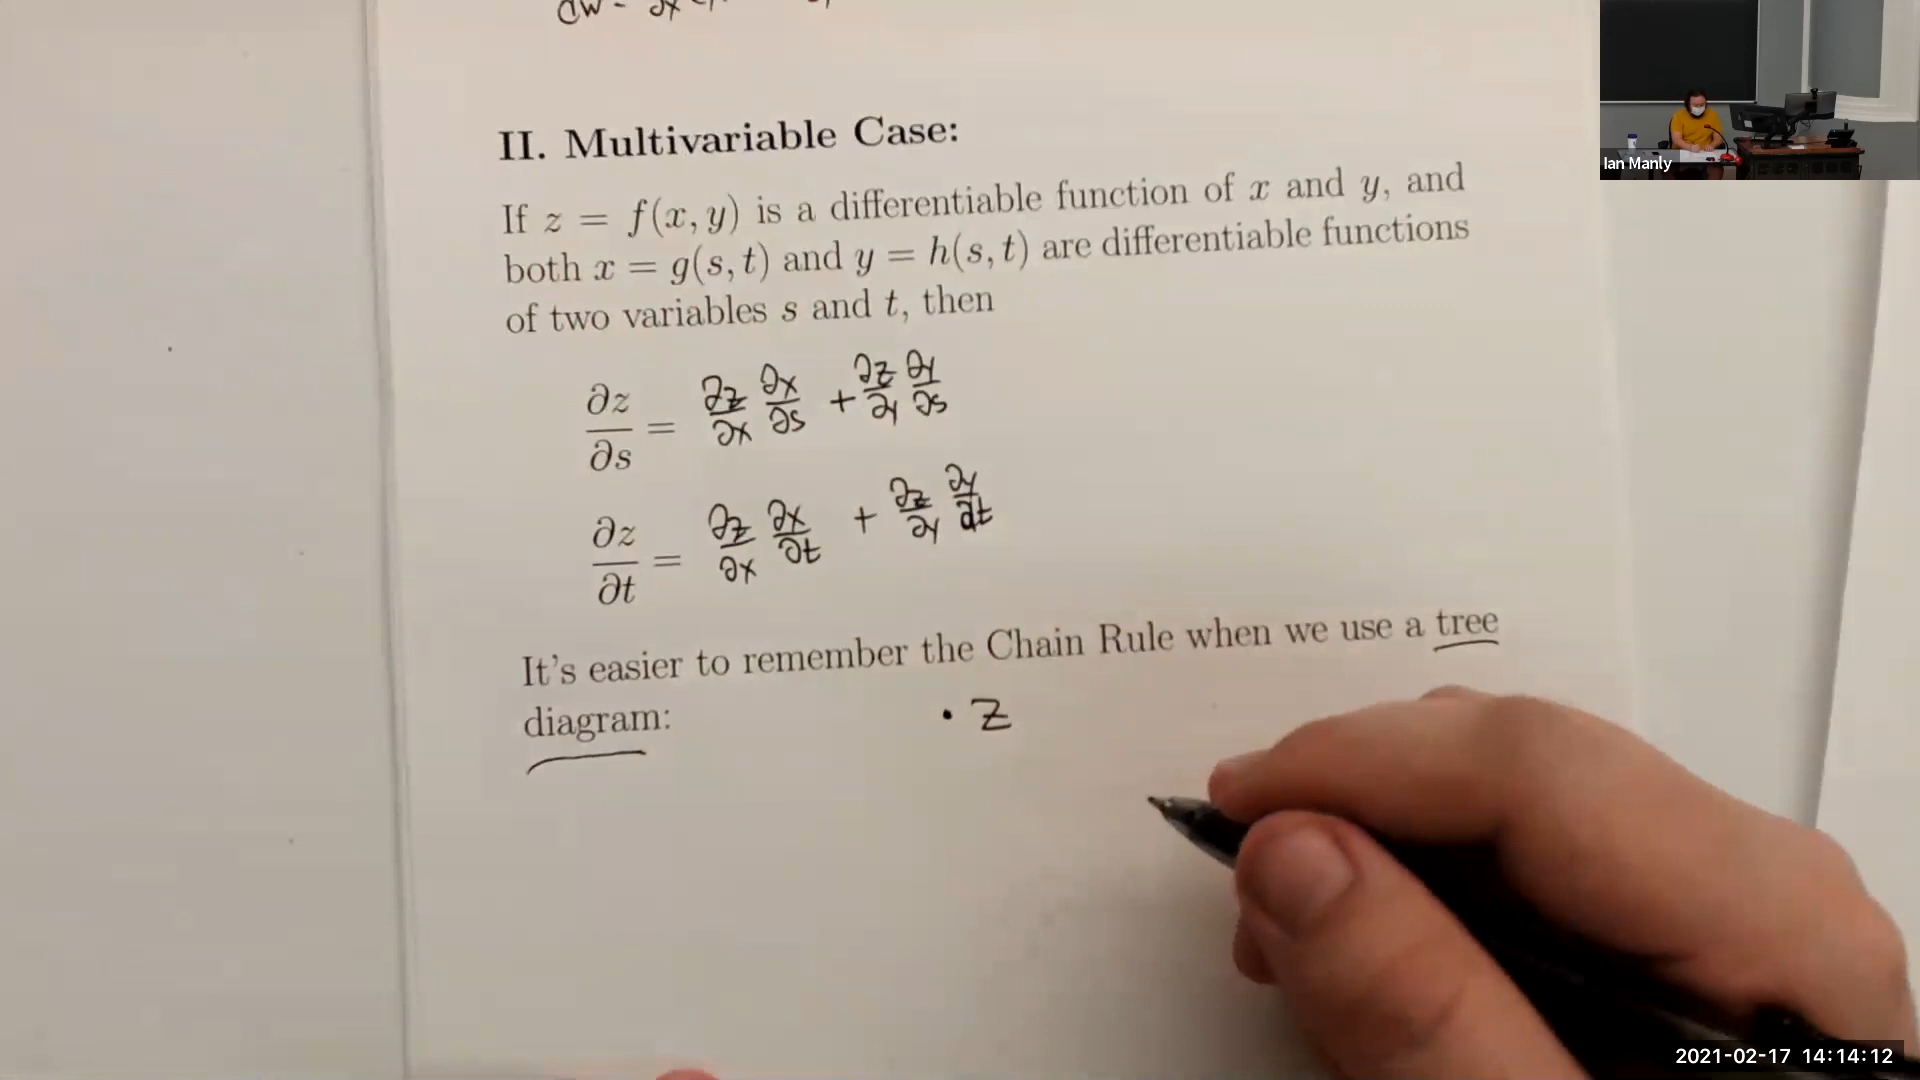 II. Multivariable Case:
If z = f(x, y) is a differentiable function of x and y, and
both x = g(s, t) and y = h(s, t) are differentiable functions
of two variables s and t, then
∂z/∂s = ∂z/∂x ∂x/∂s + ∂z/∂y ∂y/∂s
∂z/∂t = ∂z/∂x ∂x/∂t + ∂z/∂y ∂y/∂t
It's easier to remember the Chain Rule when we use a tree
diagram:
• z
Ian Manly
2021-02-17 14:14:12